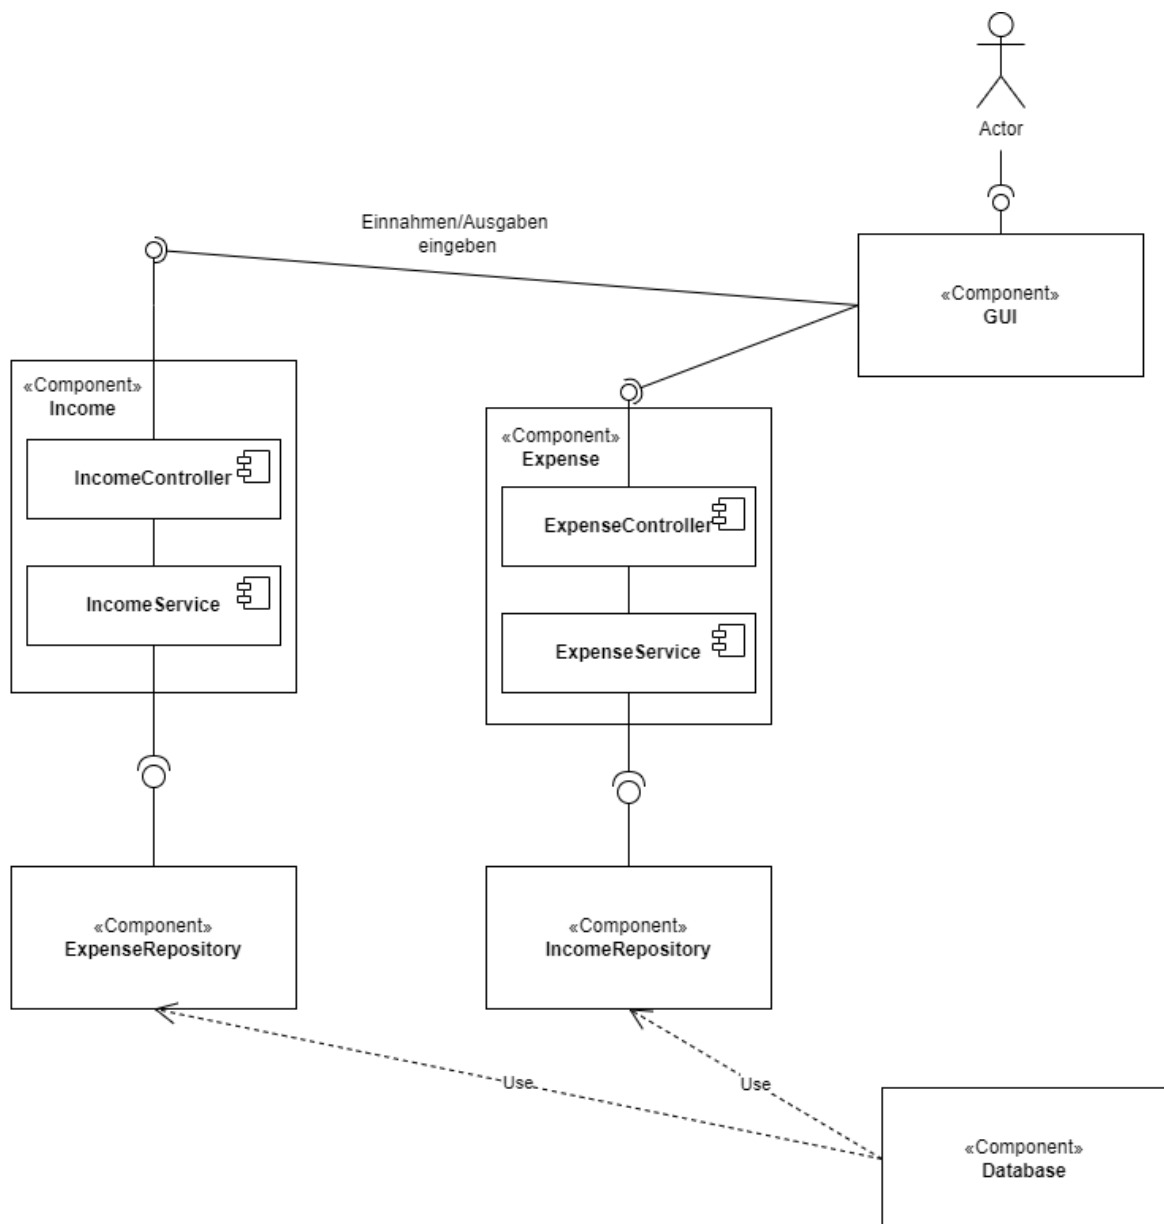 Actor
Einnahmen/Ausgaben
eingeben
«Component»
GUI
«Component»
Income
IncomeController
IncomeService
«Component»
Expense
ExpenseController
ExpenseService
«Component»
ExpenseRepository
«Component»
IncomeRepository
Use
Use
«Component»
Database